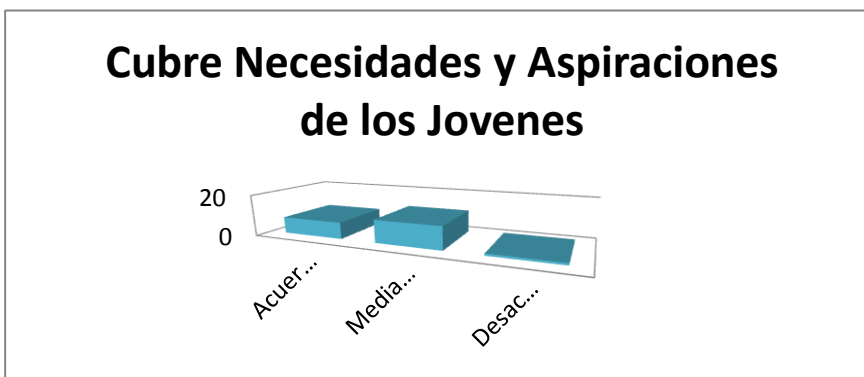 Cubre Necesidades y Aspiraciones
de los Jovenes
20
0
Acuer...
Media...
Desac...